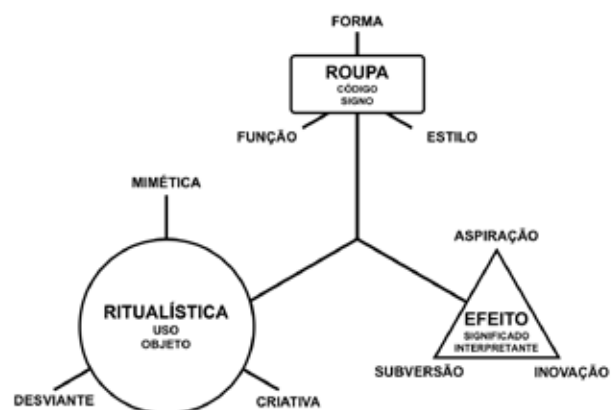 FORMA
ROUPA
CÓDIGO
SIGNO
FUNÇÃO
ESTILO
MIMÉTICA
ASPIRAÇÃO
RITUALÍSTICA
USO
OBJETO
EFEITO
SIGNIFICADO
INTERPRETANTE
SUBVERSÃO
INOVAÇÃO
DESVIANTE
CRIATIVA